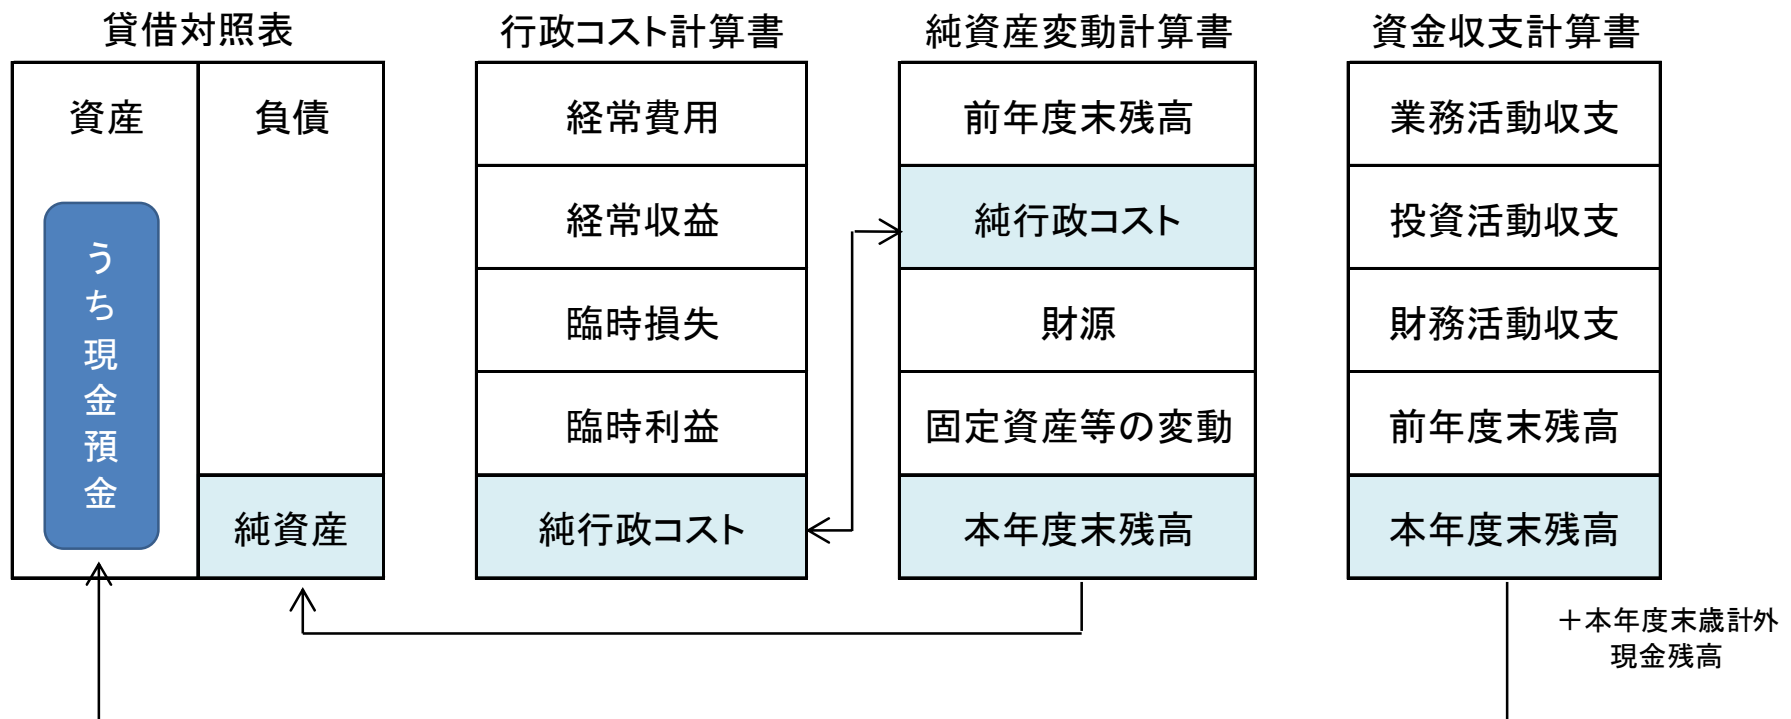 貸借対照表
資産
負債
うち現金預金
純資産
行政コスト計算書
経常費用
経常収益
臨時損失
臨時利益
純行政コスト
純資産変動計算書
前年度末残高
純行政コスト
財源
固定資産等の変動
本年度末残高
資金収支計算書
業務活動収支
投資活動収支
財務活動収支
前年度末残高
本年度末残高
＋本年度末歳計外
現金残高